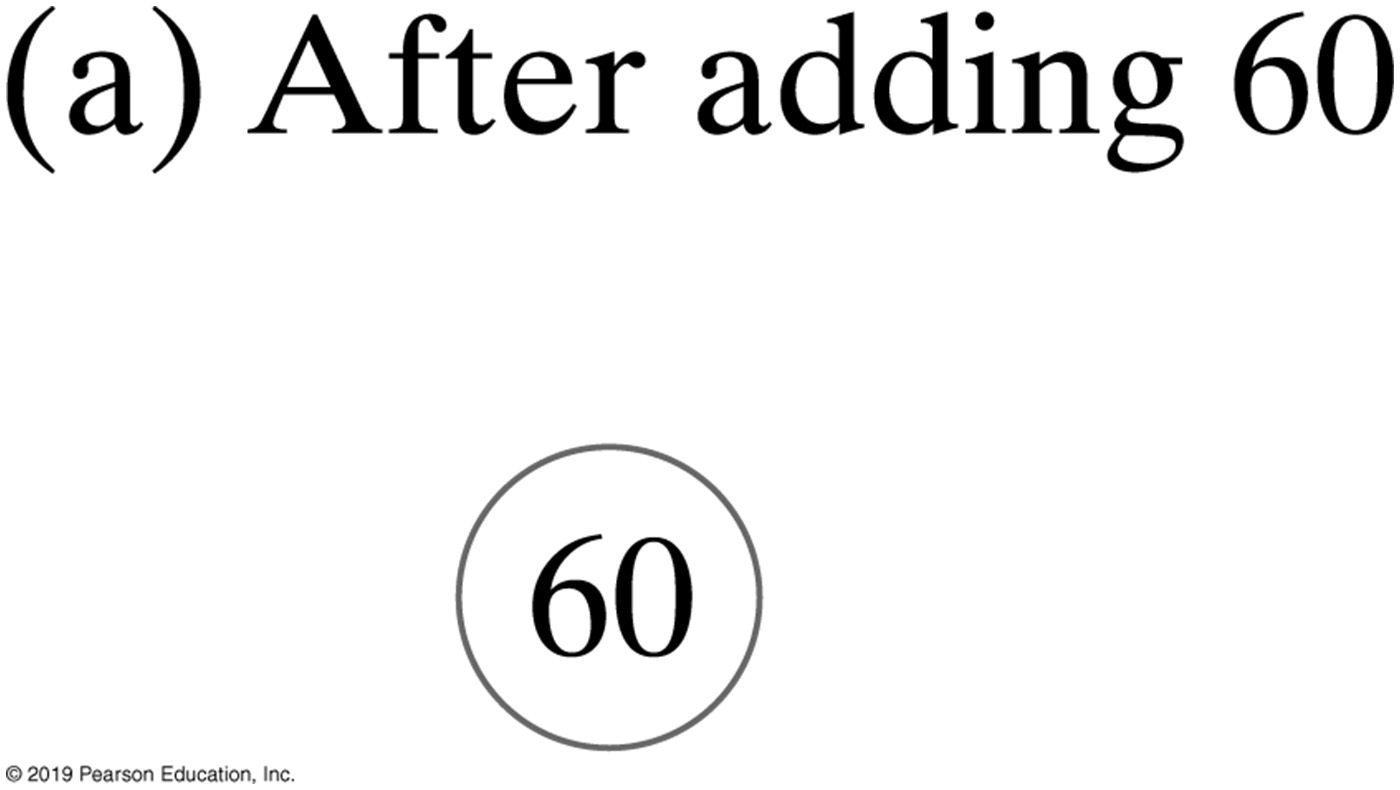 (a) After adding 60
60
© 2019 Pearson Education, Inc.